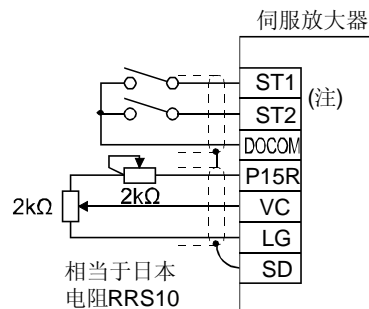 伺服放大器
ST1
(注)
ST2
DOCOM
P15R
2kΩ
2kΩ
VC
LG
SD
相当于日本
电阻RRS10